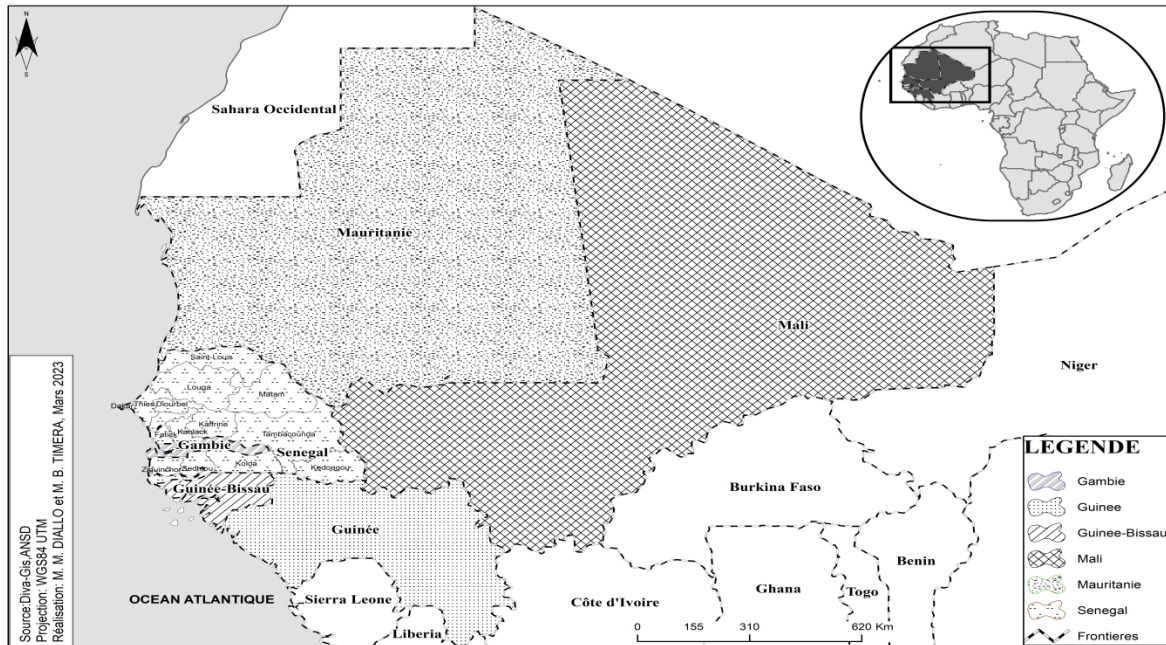 N
S
Sahara Occidental
Mauritanie
Mali
Niger
Saint-Louis
Louga
Matam
Dakar
Thies
Diourbel
Fatick
Kaolack
Kaffrine
Tambacounda
Gambie
Senegal
Ziguinchor
Sedhiou
Kolda
Kedougou
Guinée-Bissau
Guinée
Burkina Faso
Benin
Ghana
Togo
Côte d'Ivoire
Sierra Leone
Liberia
OCEAN ATLANTIQUE
0 155 310 620 Km
Source:Diva-Gis,ANSD
Projection: WGS84 UTM
Réalisation: M. M. DIALLO et M. B. TIMERA, Mars 2023
LEGENDE
Gambie
Guinee
Guinee-Bissau
Mali
Mauritanie
Senegal
Frontieres